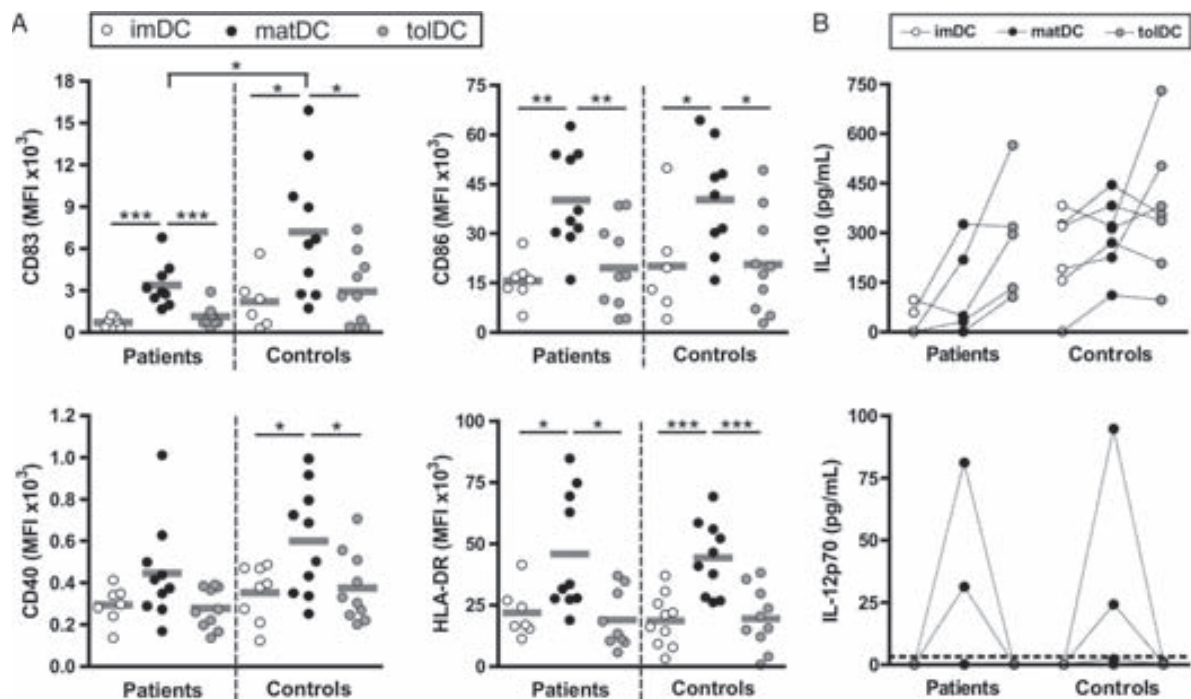 A
imDC matDC tolDC
B
imDC matDC tolDC
CD83 (MFI x10³)
18
15
12
9
6
3
0
*
* *
*** ***
Patients Controls
CD86 (MFI x10³)
75
60
45
30
15
0
** ** * *
Patients Controls
IL-10 (pg/mL)
750
600
450
300
150
0
Patients Controls
CD40 (MFI x10³)
1.2
1.0
0.8
0.6
0.4
0.2
0.0
* *
Patients Controls
HLA-DR (MFI x10³)
100
75
50
25
0
* * *** ***
Patients Controls
IL-12p70 (pg/mL)
100
75
50
25
0
Patients Controls